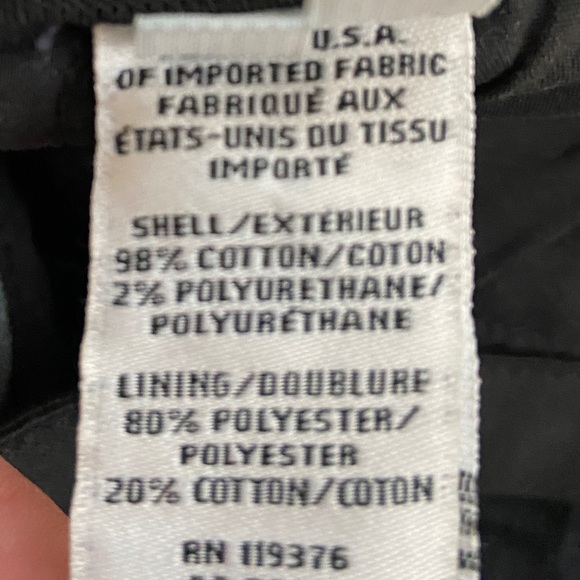 U.S.A.
OF IMPORTED FABRIC
FABRIQUÉ AUX
ÉTATS-UNIS DU TISSU
IMPORTÉ
SHELL/EXTÉRIEUR
98% COTTON/COTON
2% POLYURETHANE/
POLYURÉTHANE
LINING/DOUBLURE
80% POLYESTER/
POLYESTER
20% COTTON/COTON
RN 119376